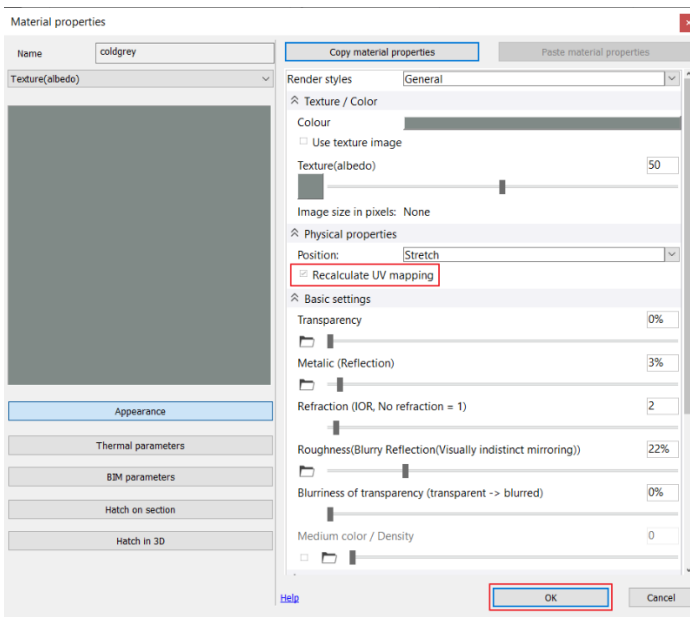 Material properties
Name coldgrey
Texture(albedo)
Appearance
Thermal parameters
BIM parameters
Hatch on section
Hatch in 3D
Copy material properties Paste material properties
Render styles General
Texture / Color
Colour
Use texture image
Texture(albedo) 50
Image size in pixels: None
Physical properties
Position: Stretch
Recalculate UV mapping
Basic settings
Transparency 0%
Metalic (Reflection) 3%
Refraction (IOR, No refraction = 1) 2
Roughness(Blurry Reflection(Visually indistinct mirroring)) 22%
Blurriness of transparency (transparent -> blurred) 0%
Medium color / Density 0
Help OK Cancel